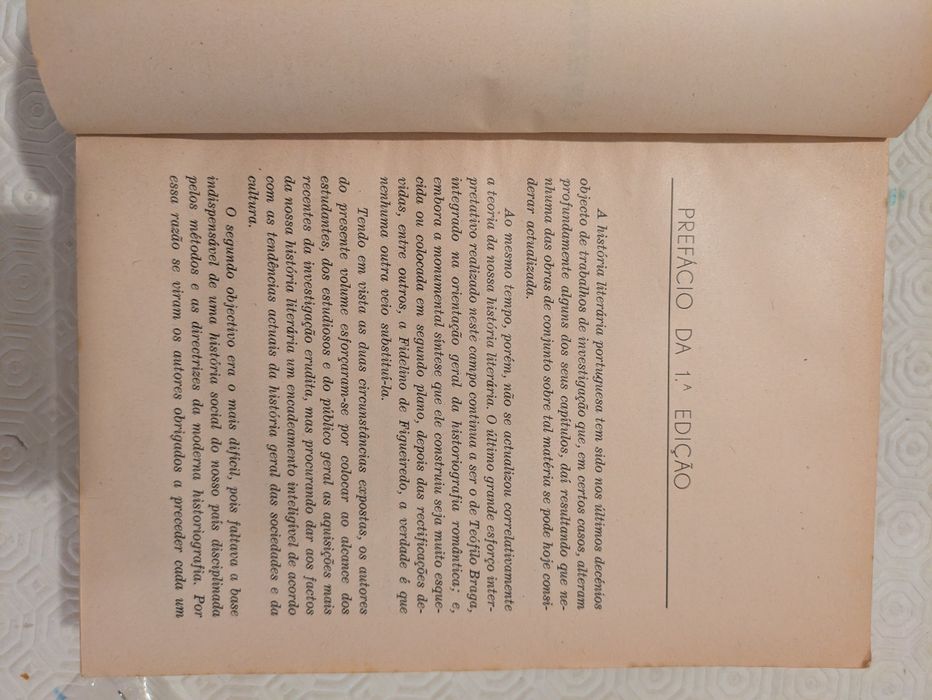 PREFÁCIO DA 1.ª EDIÇÃO
A história literária portuguesa tem sido nos últimos decénios
objecto de trabalhos de investigação que, em certos casos, alteram
profundamente alguns dos seus capítulos, daí resultando que ne-
nhuma das obras de conjunto sobre tal matéria se pode hoje consi-
derar actualizada.
Ao mesmo tempo, porém, não se actualizou correlativamente
a teoria da nossa história literária. O último grande esforço inter-
pretativo realizado neste campo continua a ser o de Teófilo Braga,
integrado na orientação geral da historiografia romântica; e,
embora a monumental síntese que ele construiu seja muito esque-
cida ou colocada em segundo plano, depois das rectificações de-
vidas, entre outros, a Fidelino de Figueiredo, a verdade é que
nenhuma outra veio substituí-la.
Tendo em vista as duas circunstâncias expostas, os autores
do presente volume esforçaram-se por colocar ao alcance dos
estudantes, dos estudiosos e do público geral as aquisições mais
recentes da investigação erudita, mas procurando dar aos factos
da nossa história literária um encadeamento inteligível de acordo
com as tendências actuais da história geral das sociedades e da
cultura.
O segundo objectivo era o mais difícil, pois faltava a base
indispensável de uma história social do nosso país disciplinada
pelos métodos e as directrizes da moderna historiografia. Por
essa razão se viram os autores obrigados a preceder cada um